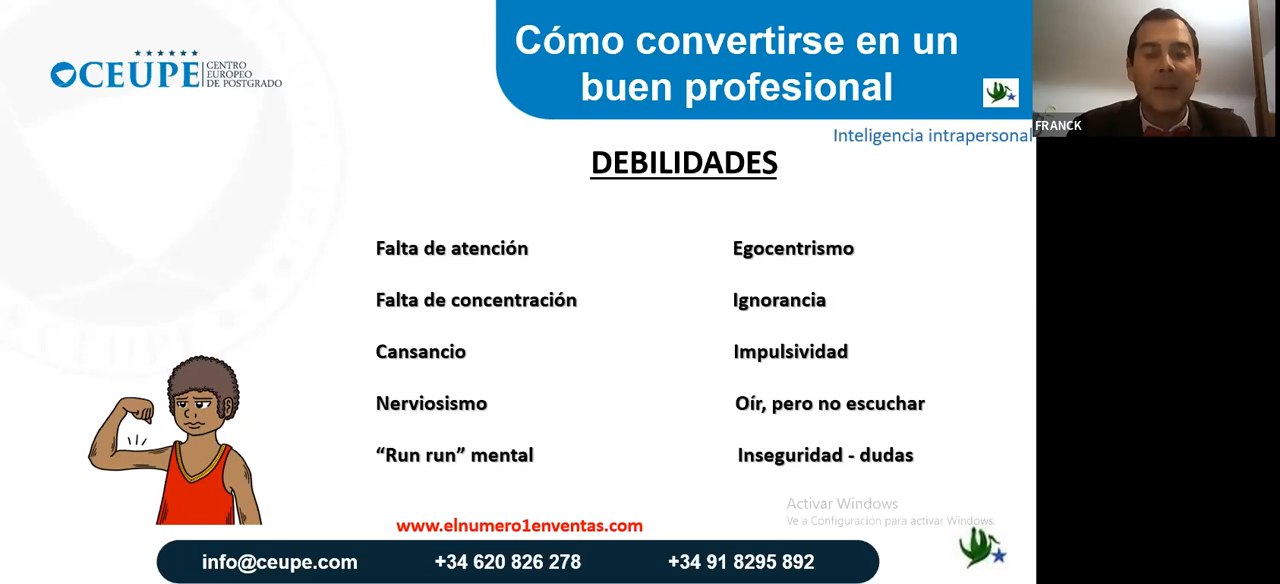 ★★★★★★
CEUPE
CENTRO
EUROPEO
DE POSTGRADO
Cómo convertirse en un
buen profesional
FRANCK
Inteligencia intrapersonal
DEBILIDADES
Falta de atención
Egocentrismo
Falta de concentración
Ignorancia
Cansancio
Impulsividad
Nerviosismo
Oír, pero no escuchar
“Run run” mental
Inseguridad - dudas
Activar Windows
Ve a Configuración para activar Windows.
www.elnumero1enventas.com
info@ceupe.com
+34 620 826 278
+34 91 8295 892